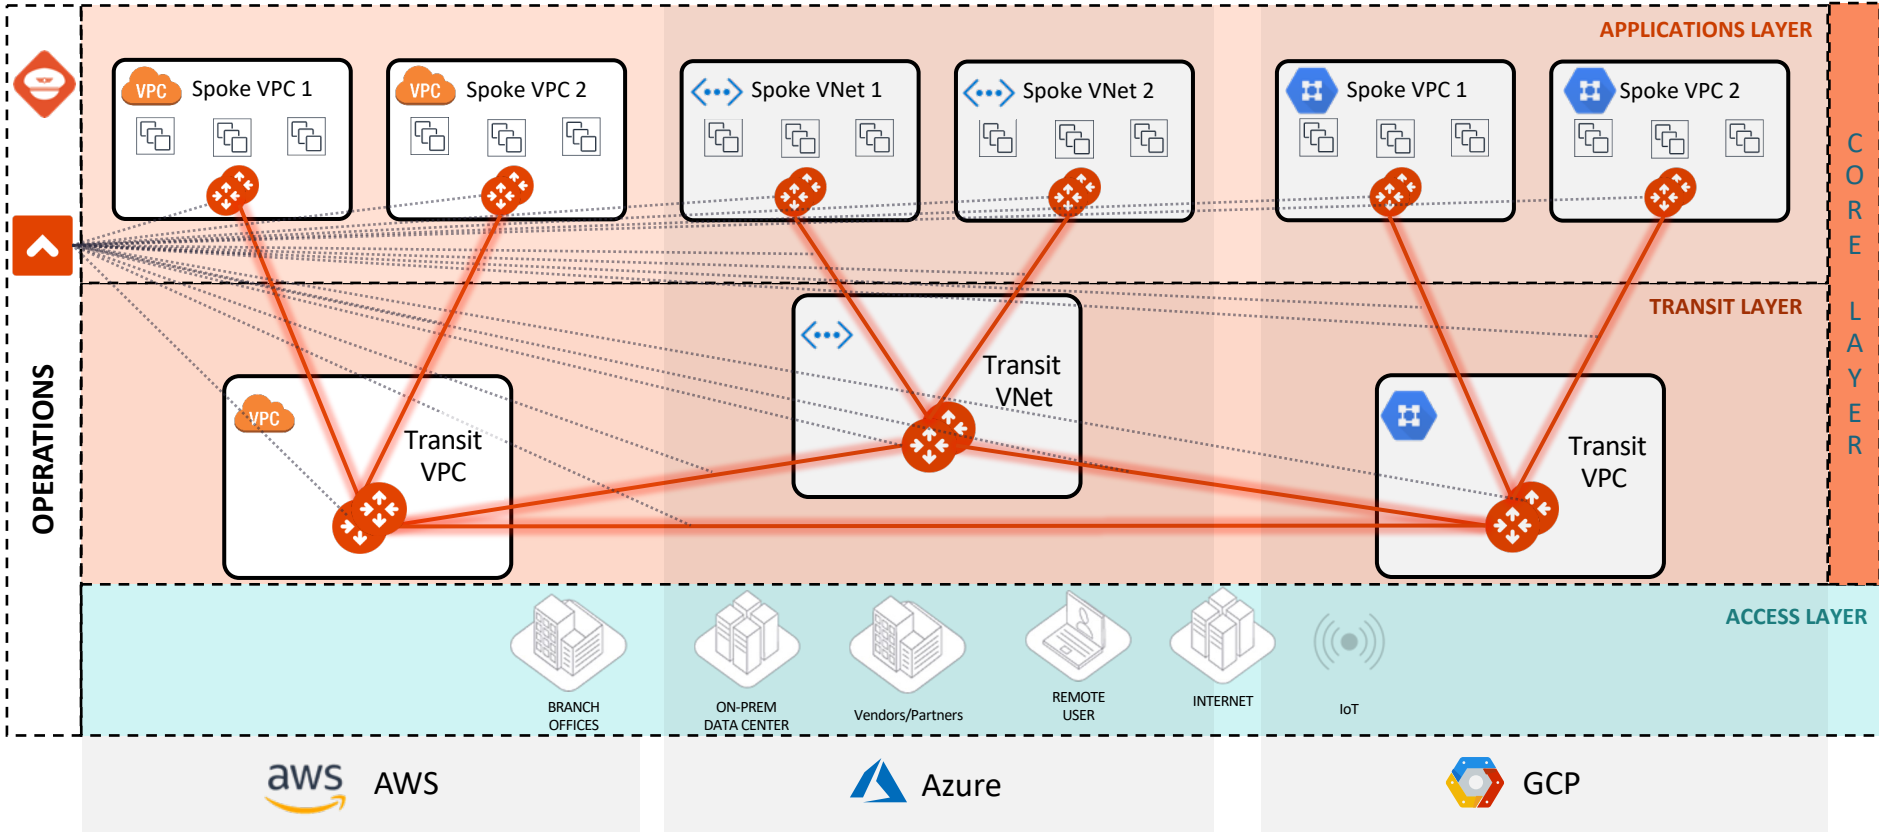 APPLICATIONS LAYER
VPC
Spoke VPC 1
VPC
Spoke VPC 2
Spoke VNet 1
Spoke VNet 2
Spoke VPC 1
Spoke VPC 2
CORE LAYER
OPERATIONS
TRANSIT LAYER
VPC
Transit
VPC
Transit
VNet
Transit
VPC
ACCESS LAYER
BRANCH
OFFICES
ON-PREM
DATA CENTER
Vendors/Partners
REMOTE
USER
INTERNET
IoT
aws
AWS
Azure
GCP